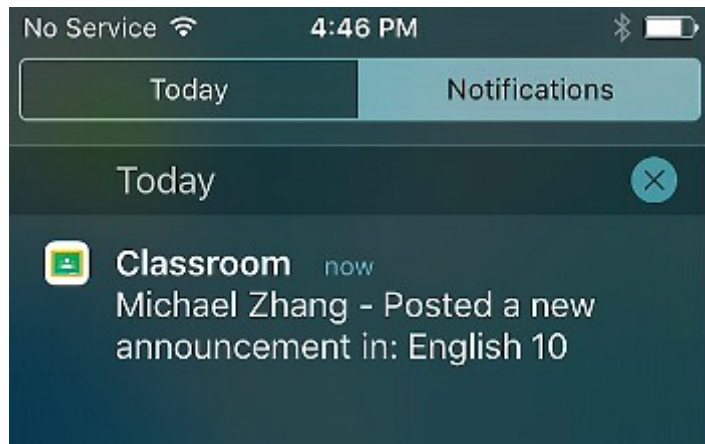 No Service 4:46 PM
Today Notifications
Today
Classroom now
Michael Zhang - Posted a new
announcement in: English 10